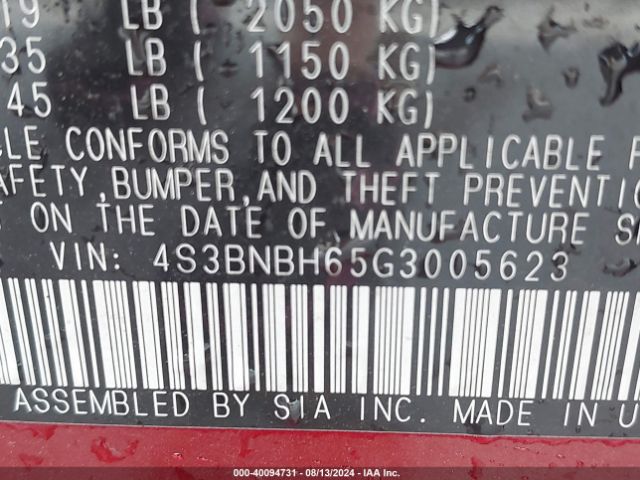 19 LB ( 2050 KG)
35 LB ( 1150 KG)
45 LB ( 1200 KG)
CLE CONFORMS TO ALL APPLICABLE F
AFETY,BUMPER,AND THEFT PREVENTIO
S ON THE DATE OF MANUFACTURE S
VIN: 4S3BNBH65G3005623
ASSEMBLED BY SIA INC. MADE IN U
000-40094731 - 08/13/2024 - IAA Inc.